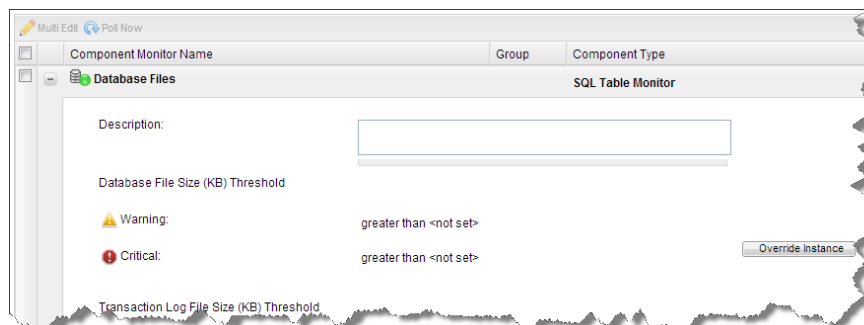 Multi Edit Poll Now
Component Monitor Name Group Component Type
Database Files SQL Table Monitor
Description:
Database File Size (KB) Threshold
Warning: greater than <not set>
Critical: greater than <not set> Override Instance
Transaction Log File Size (KB) Threshold